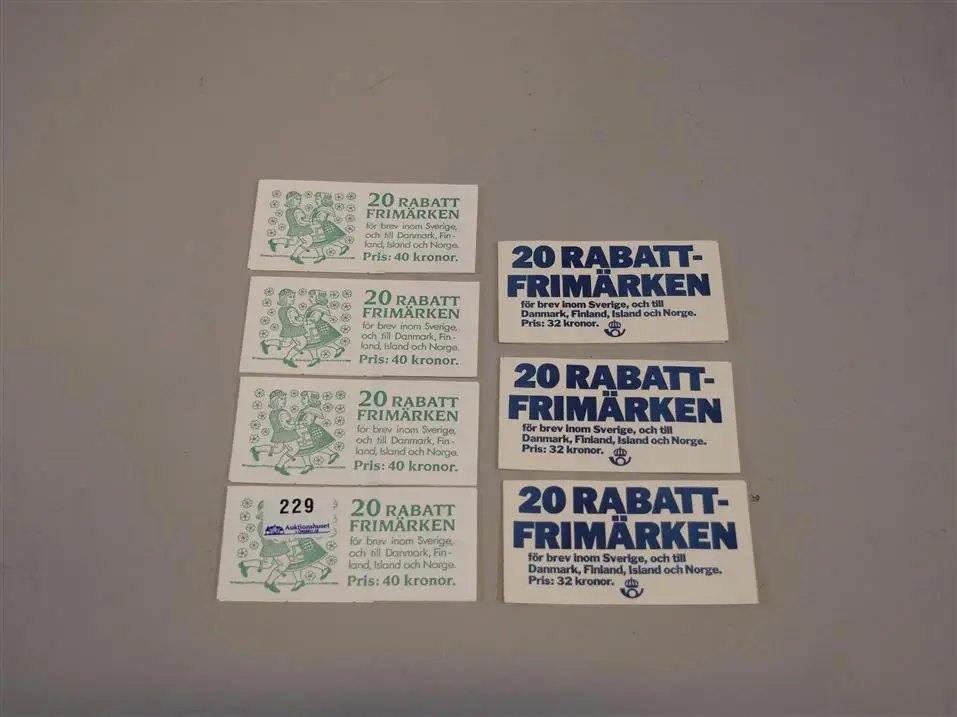 20 RABATT
FRIMÄRKEN
för brev inom Sverige,
och till Danmark, Fin-
land, Island och Norge.
Pris: 40 kronor.
20 RABATT
FRIMÄRKEN
för brev inom Sverige,
och till Danmark, Fin-
land, Island och Norge.
Pris: 40 kronor.
20 RABATT
FRIMÄRKEN
för brev inom Sverige,
och till Danmark, Fin-
land, Island och Norge.
Pris: 40 kronor.
229
Auktionshuset
20 RABATT
FRIMÄRKEN
för brev inom Sverige,
och till Danmark, Fin-
land, Island och Norge.
Pris: 40 kronor.
20 RABATT-
FRIMÄRKEN
för brev inom Sverige, och till
Danmark, Finland, Island och Norge.
Pris: 32 kronor.
20 RABATT-
FRIMÄRKEN
för brev inom Sverige, och till
Danmark, Finland, Island och Norge.
Pris: 32 kronor.
20 RABATT-
FRIMÄRKEN
för brev inom Sverige, och till
Danmark, Finland, Island och Norge.
Pris: 32 kronor.